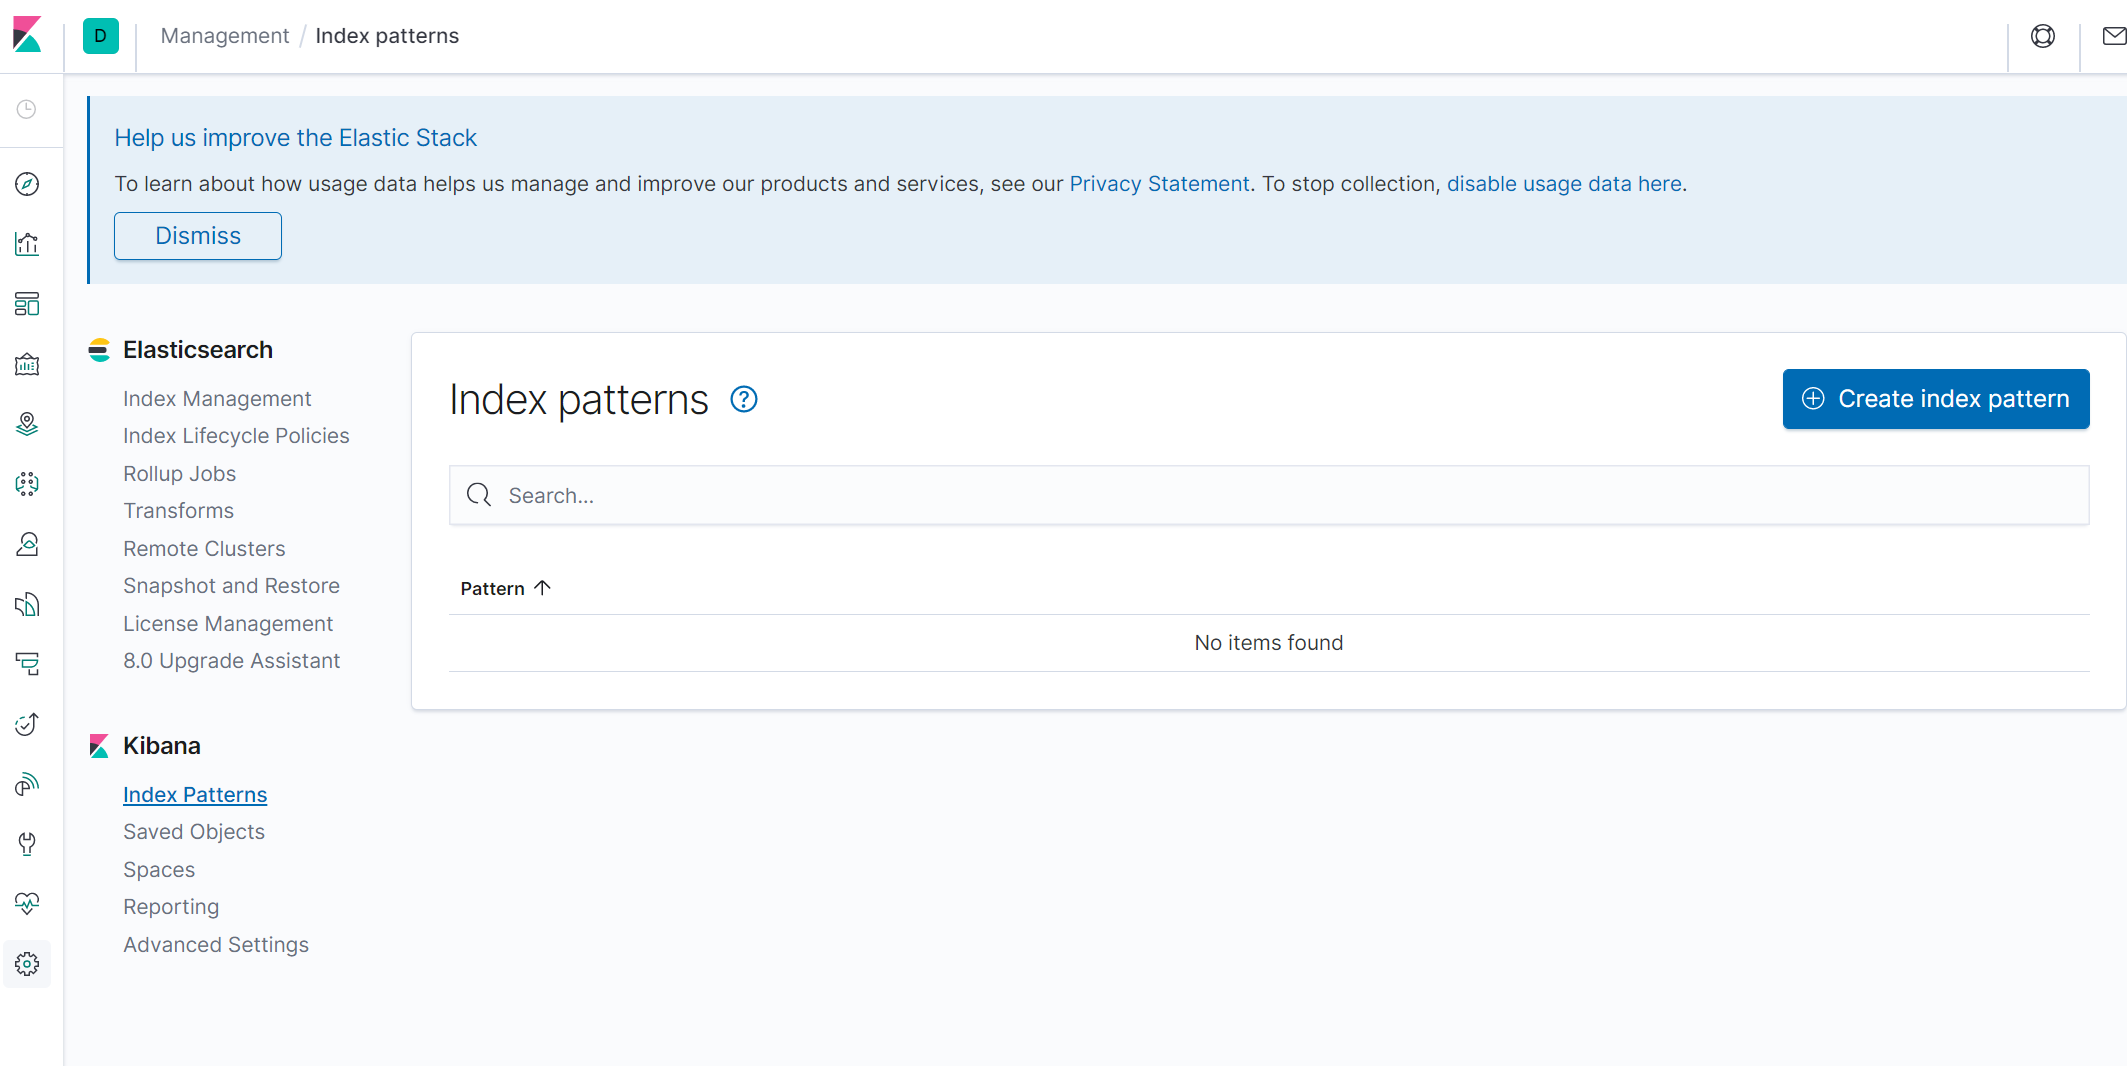 D
Management / Index patterns
Help us improve the Elastic Stack
To learn about how usage data helps us manage and improve our products and services, see our Privacy Statement. To stop collection, disable usage data here.
Dismiss
Elasticsearch
Index Management
Index Lifecycle Policies
Rollup Jobs
Transforms
Remote Clusters
Snapshot and Restore
License Management
8.0 Upgrade Assistant
Kibana
Index Patterns
Saved Objects
Spaces
Reporting
Advanced Settings
Index patterns
Create index pattern
Search...
Pattern
No items found